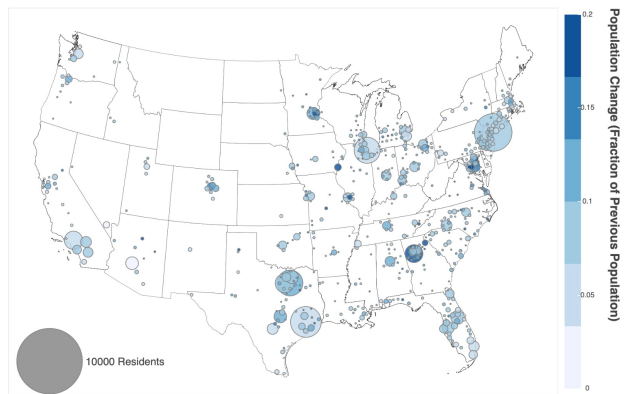 10000 Residents
0.2
0.15
0.1
0.05
0
Population Change (Fraction of Previous Population)